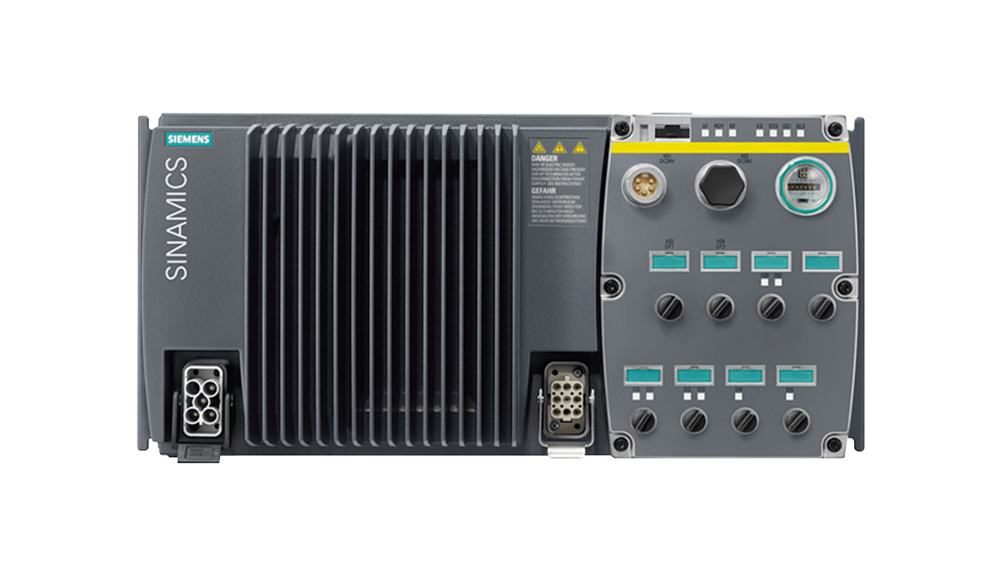 SIEMENS
SINAMICS
DANGER
RISK OF ELECTRIC SHOCK!
HAZARDOUS VOLTAGE PRESENT
FOR UP TO 5 MINUTES AFTER
DISCONNECTION FROM POWER
SUPPLY! SEE INSTRUCTIONS!
GEFAHR
RISIKO EINES ELEKTRISCHEN
SCHLAGES! GEFÄHRLICHE
SPANNUNG STEHT NOCH FÜR
BIS ZU 5 MINUTEN NACH
ABSCHALTEN DER VERSORGUNG
AN! SIEHE BETRIEBSANLEITUNG!
SF RDY BF ES STO SS1 SLS
X01 X02
DC24V DC24V
X03 X04
DP1 DP2
DO0 DO1
DI0 DI1 DI2 DI3 DI4 DI5